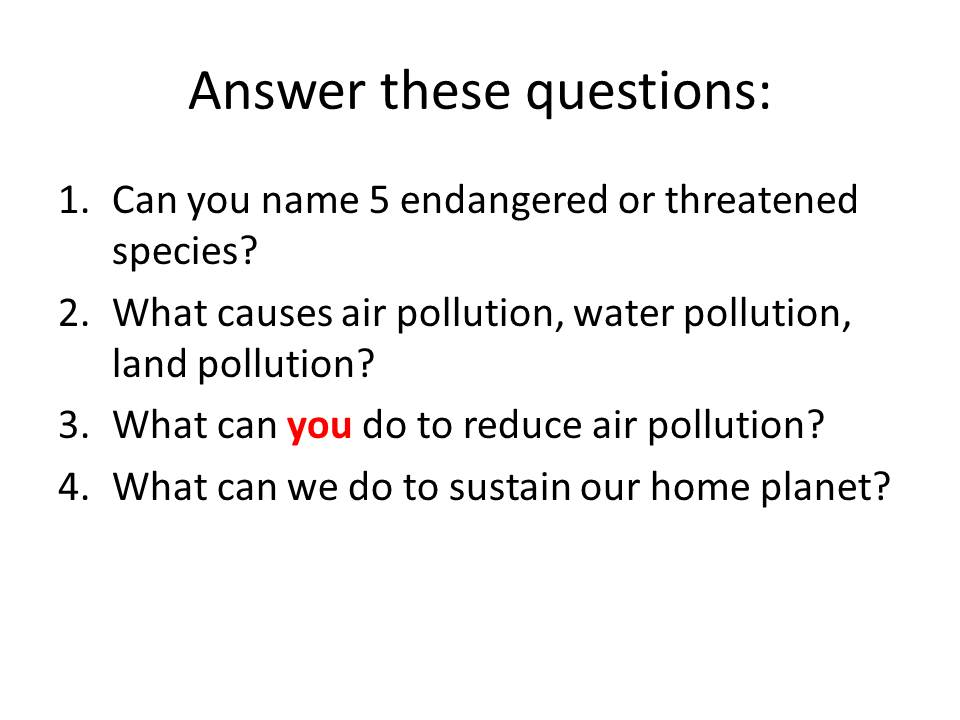 Answer these questions:
1. Can you name 5 endangered or threatened
species?
2. What causes air pollution, water pollution,
land pollution?
3. What can you do to reduce air pollution?
4. What can we do to sustain our home planet?